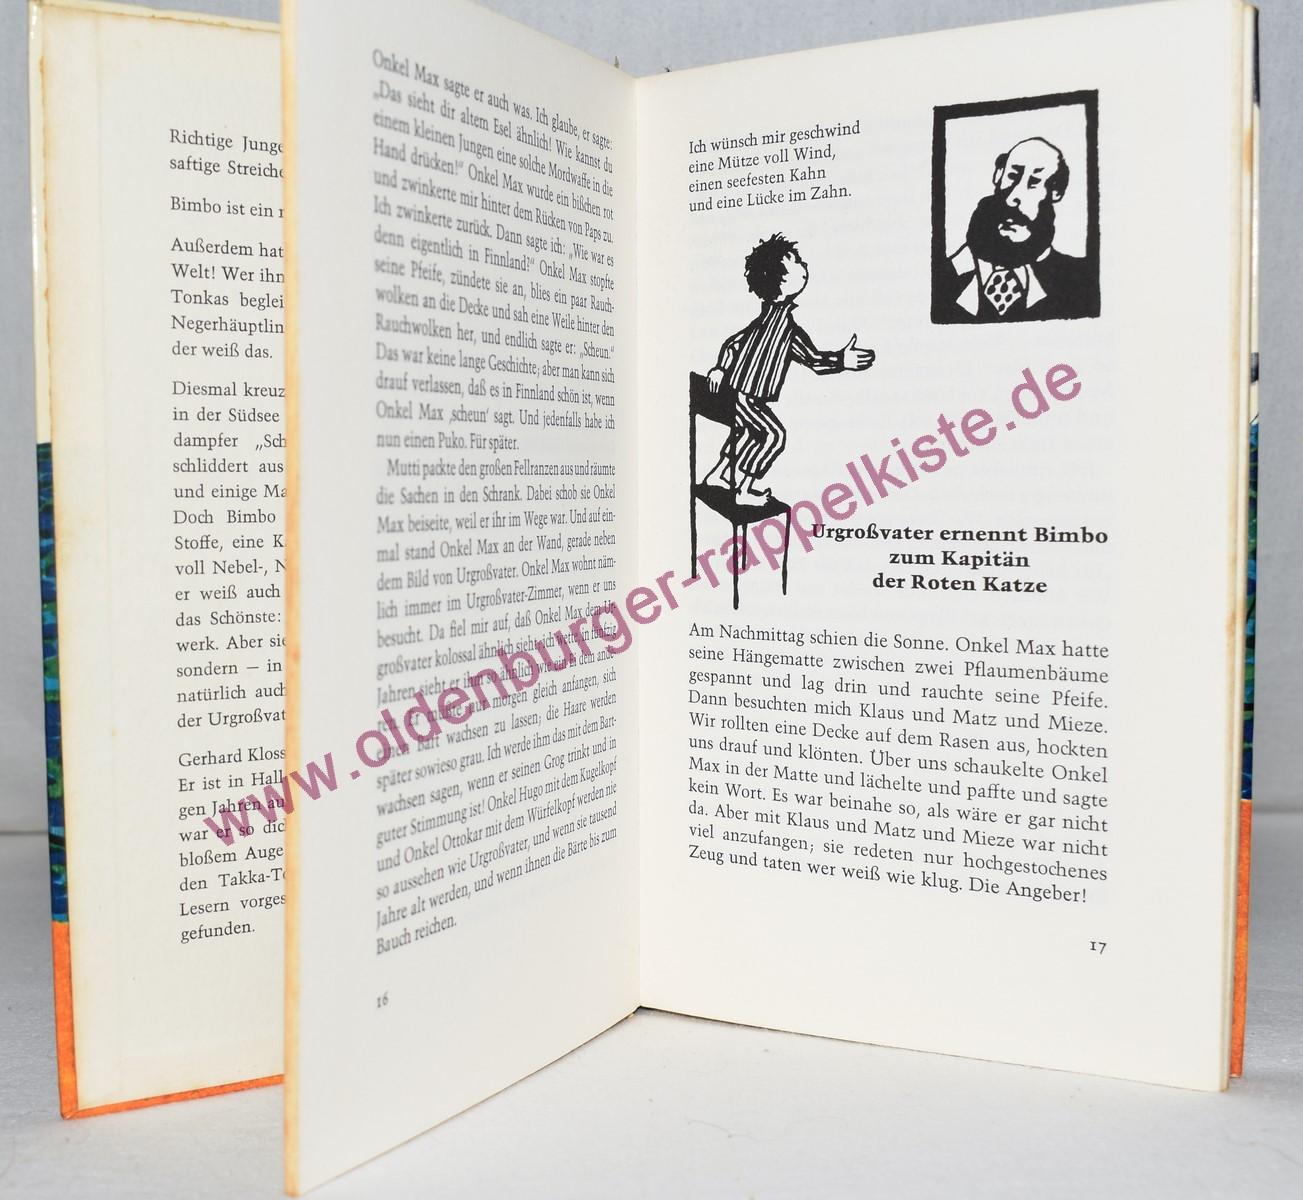 Richtige Junge
saftige Streiche
Bimbo ist ein
Außerdem hat
Welt! Wer ihn
Tonkas beglei
Negerhäuptlin
der weiß das.
Diesmal kreuz
in der Südsee
dampfer „Sch
schliddert aus
und einige Ma
Doch Bimbo
Stoffe, eine K
voll Nebel-, N
er weiß auch
das Schönste:
werk. Aber sie
sondern — in
natürlich auch
der Urgroßvat
Gerhard Kloss
Er ist in Hall
gen Jahren au
war er so dic
bloßem Auge
den Takka-To
Lesern vorges
gefunden.
Onkel Max sagte er auch was. Ich glaube, er sagte:
„Das sieht dir altem Esel ähnlich! Wie kannst du
einem kleinen Jungen eine solche Mordwaffe in die
Hand drücken!“ Onkel Max wurde ein bißchen rot
und zwinkerte mir hinter dem Rücken von Paps zu.
Ich zwinkerte zurück. Dann sagte ich: „Wie war es
denn eigentlich in Finnland?“ Onkel Max stopfte
seine Pfeife, zündete sie an, blies ein paar Rauch-
wolken an die Decke und sah eine Weile hinter den
Rauchwolken her, und endlich sagte er: „Scheun.“
Das war keine lange Geschichte; aber man kann sich
drauf verlassen, daß es in Finnland schön ist, wenn
Onkel Max ‚scheun‘ sagt. Und jedenfalls habe ich
nun einen Puko. Für später.
Mutti packte den großen Fellranzen aus und räumte
die Sachen in den Schrank. Dabei schob sie Onkel
Max beiseite, weil er ihr im Wege war. Und auf ein-
mal stand Onkel Max an der Wand, gerade neben
dem Bild von Urgroßvater. Onkel Max wohnt näm-
lich immer im Urgroßvater-Zimmer, wenn er uns
besucht. Da fiel mir auf, daß Onkel Max dem Ur-
großvater kolossal ähnlich sieht; ich wette, in fünfzig
Jahren sieht er ihm so ähnlich wie ein Ei dem ande-
ren. Er müßte nur morgen gleich anfangen, sich
einen Bart wachsen zu lassen; die Haare werden
später sowieso grau. Ich werde ihm das mit dem Bart-
wachsen sagen, wenn er seinen Grog trinkt und in
guter Stimmung ist! Onkel Hugo mit dem Kugelkopf
und Onkel Ottokar mit dem Würfelkopf werden nie
so aussehen wie Urgroßvater, und wenn sie tausend
Jahre alt werden, und wenn ihnen die Bärte bis zum
Bauch reichen.
16
Ich wünsch mir geschwind
eine Mütze voll Wind,
einen seefesten Kahn
und eine Lücke im Zahn.
Urgroßvater ernennt Bimbo
zum Kapitän
der Roten Katze
Am Nachmittag schien die Sonne. Onkel Max hatte
seine Hängematte zwischen zwei Pflaumenbäume
gespannt und lag drin und rauchte seine Pfeife.
Dann besuchten mich Klaus und Matz und Mieze.
Wir rollten eine Decke auf dem Rasen aus, hockten
uns drauf und klönten. Über uns schaukelte Onkel
Max in der Matte und lächelte und paffte und sagte
kein Wort. Es war beinahe so, als wäre er gar nicht
da. Aber mit Klaus und Matz und Mieze war nicht
viel anzufangen; sie redeten nur hochgestochenes
Zeug und taten wer weiß wie klug. Die Angeber!
17
www.oldenburger-rappelkiste.de